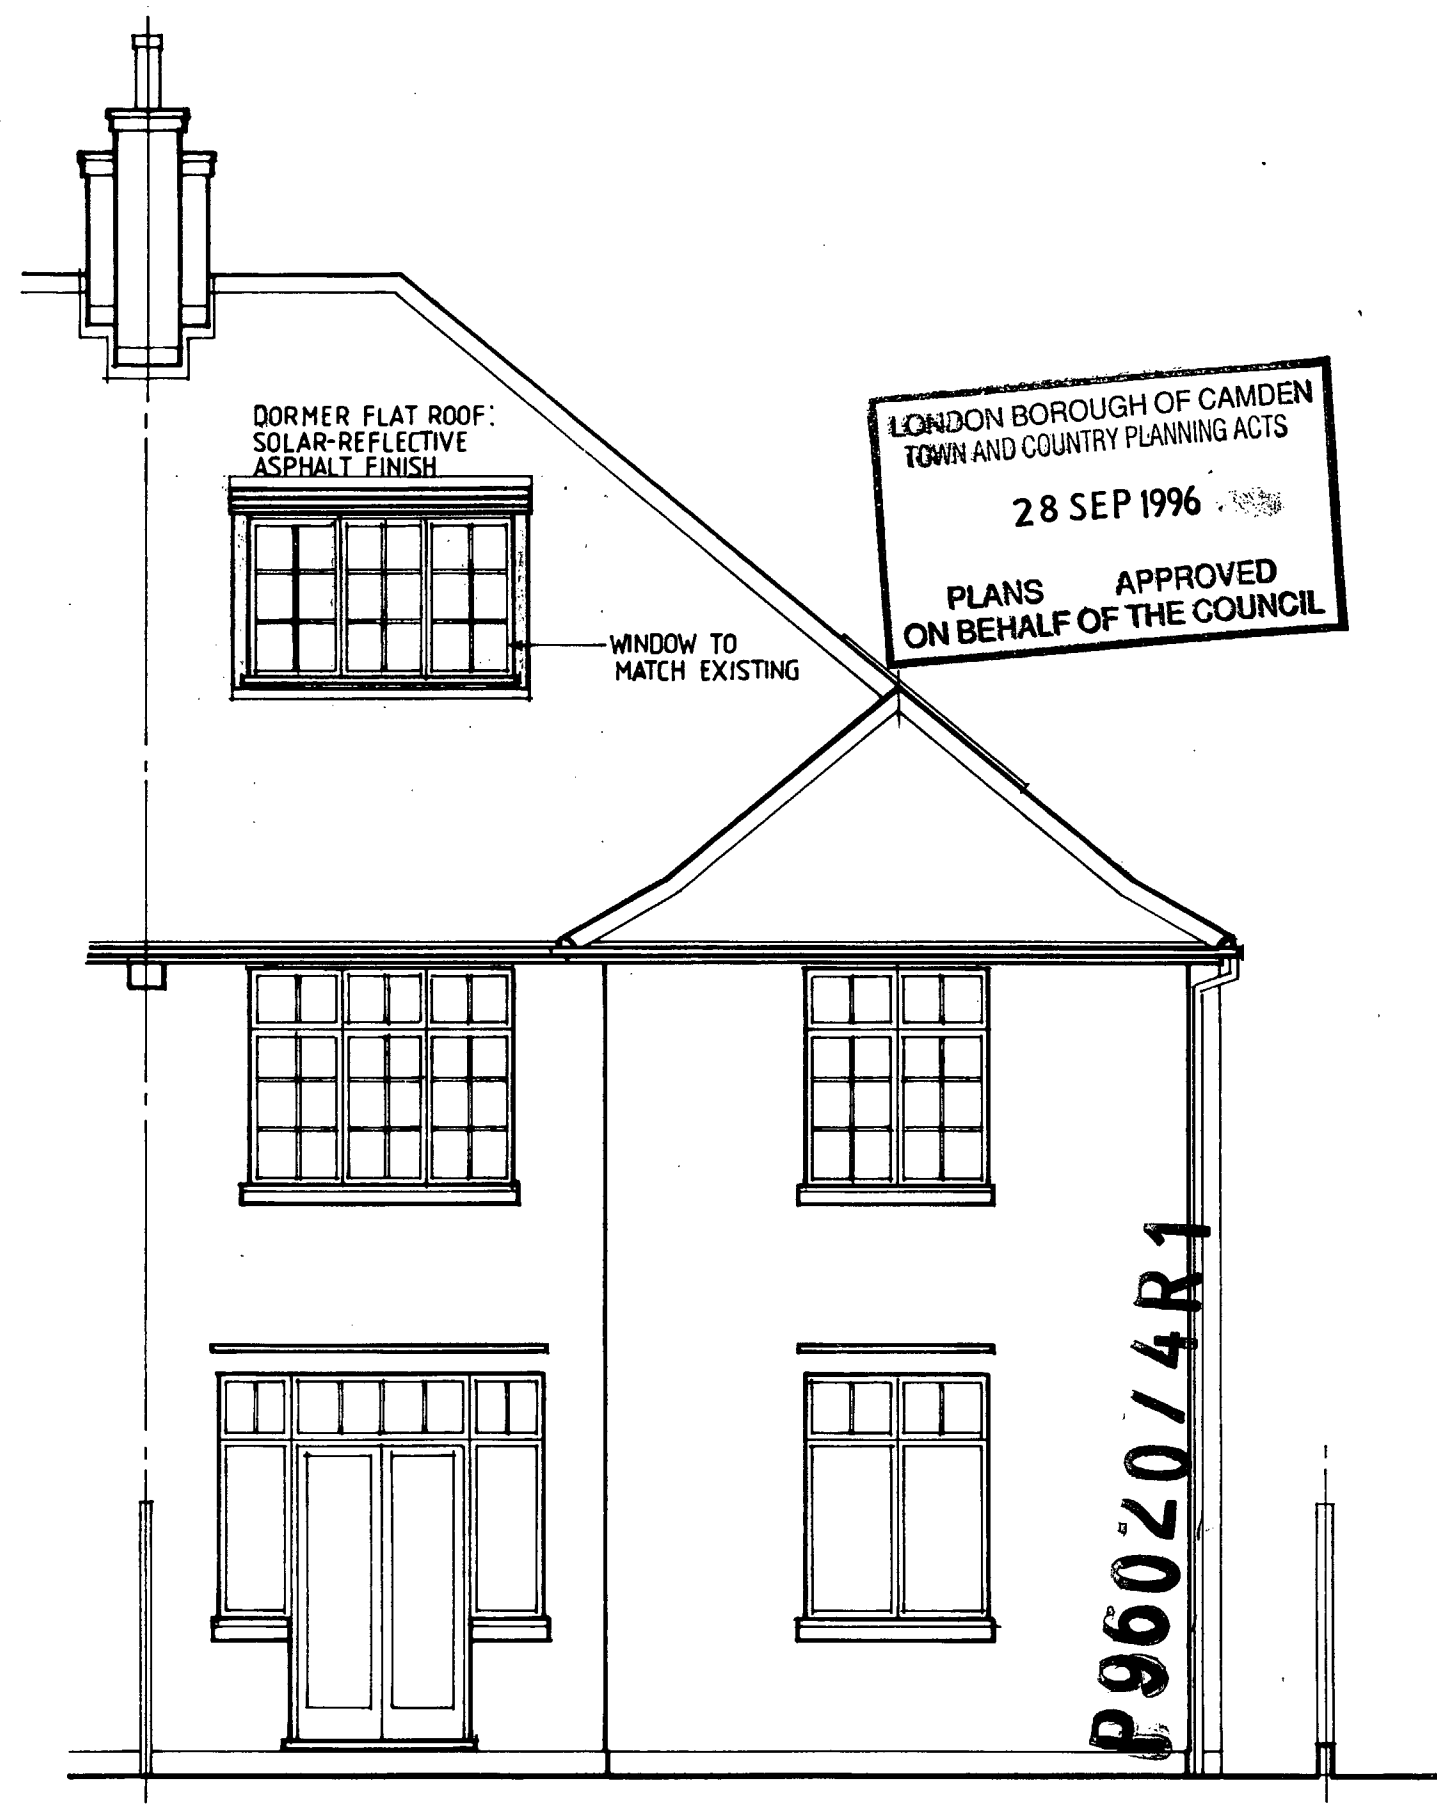 DORMER FLAT ROOF:
SOLAR-REFLECTIVE
ASPHALT FINISH
WINDOW TO
MATCH EXISTING
LONDON BOROUGH OF CAMDEN
TOWN AND COUNTRY PLANNING ACTS
28 SEP 1996
PLANS APPROVED
ON BEHALF OF THE COUNCIL
P96020/4R1